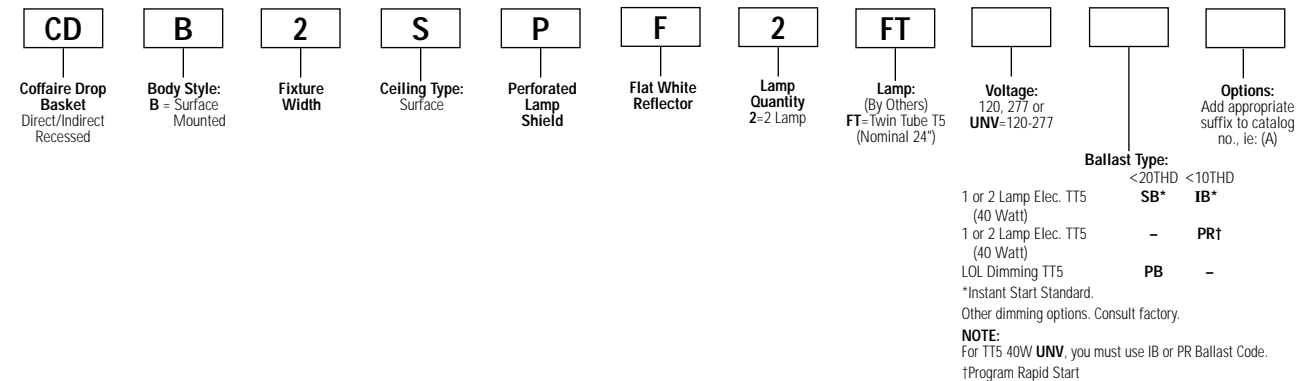 CD B 2 S P F 2 FT
Coffaire Drop
Basket
Direct/Indirect
Recessed
Body Style:
B = Surface
Mounted
Fixture
Width
Ceiling Type:
Surface
Perforated
Lamp
Shield
Flat White
Reflector
Lamp
Quantity
2=2 Lamp
Lamp:
(By Others)
FT=Twin Tube T5
(Nominal 24")
Voltage:
120, 277 or
UNV=120-277
Options:
Add appropriate
suffix to catalog
no., ie: (A)
Ballast Type:
<20THD <10THD
1 or 2 Lamp Elec. TT5 SB* IB*
(40 Watt)
1 or 2 Lamp Elec. TT5 – PR†
(40 Watt)
LOL Dimming TT5 PB –
*Instant Start Standard.
Other dimming options. Consult factory.
NOTE:
For TT5 40W UNV, you must use IB or PR Ballast Code.
†Program Rapid Start